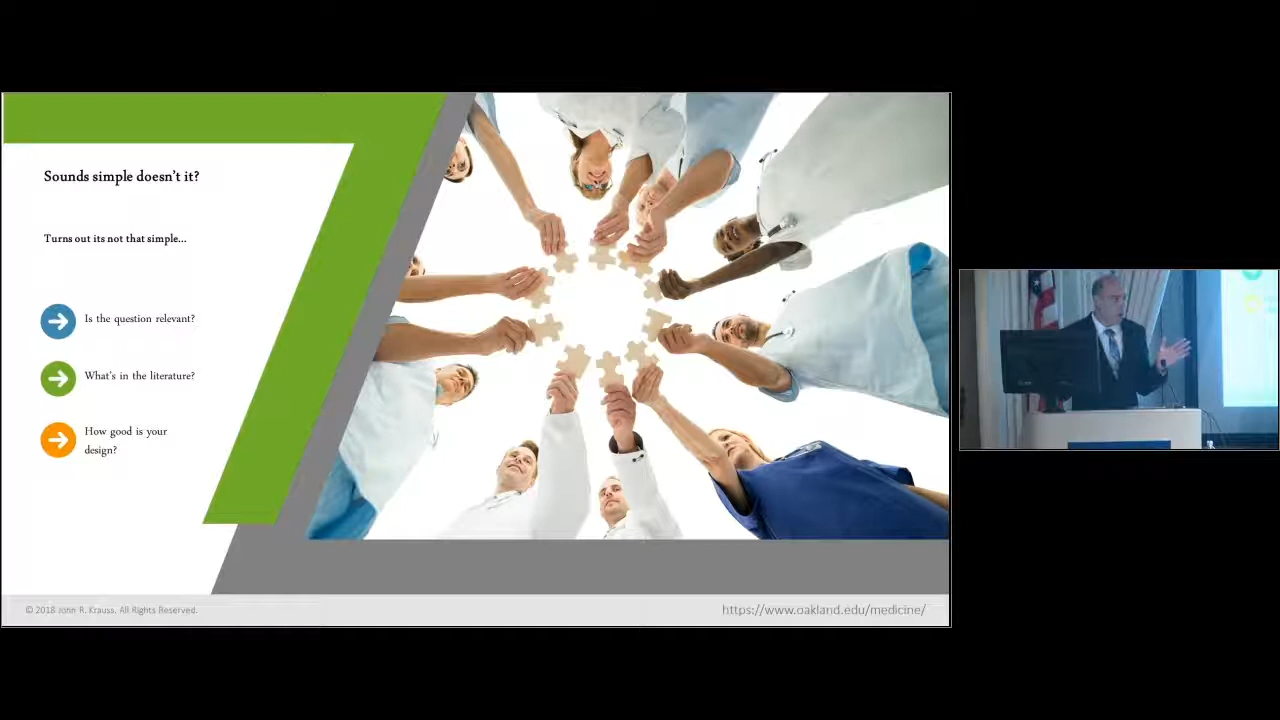 Sounds simple doesn't it?
Turns out its not that simple...
Is the question relevant?
What's in the literature?
How good is your
design?
© 2018 John R. Krauss. All Rights Reserved.
https://www.oakland.edu/medicine/